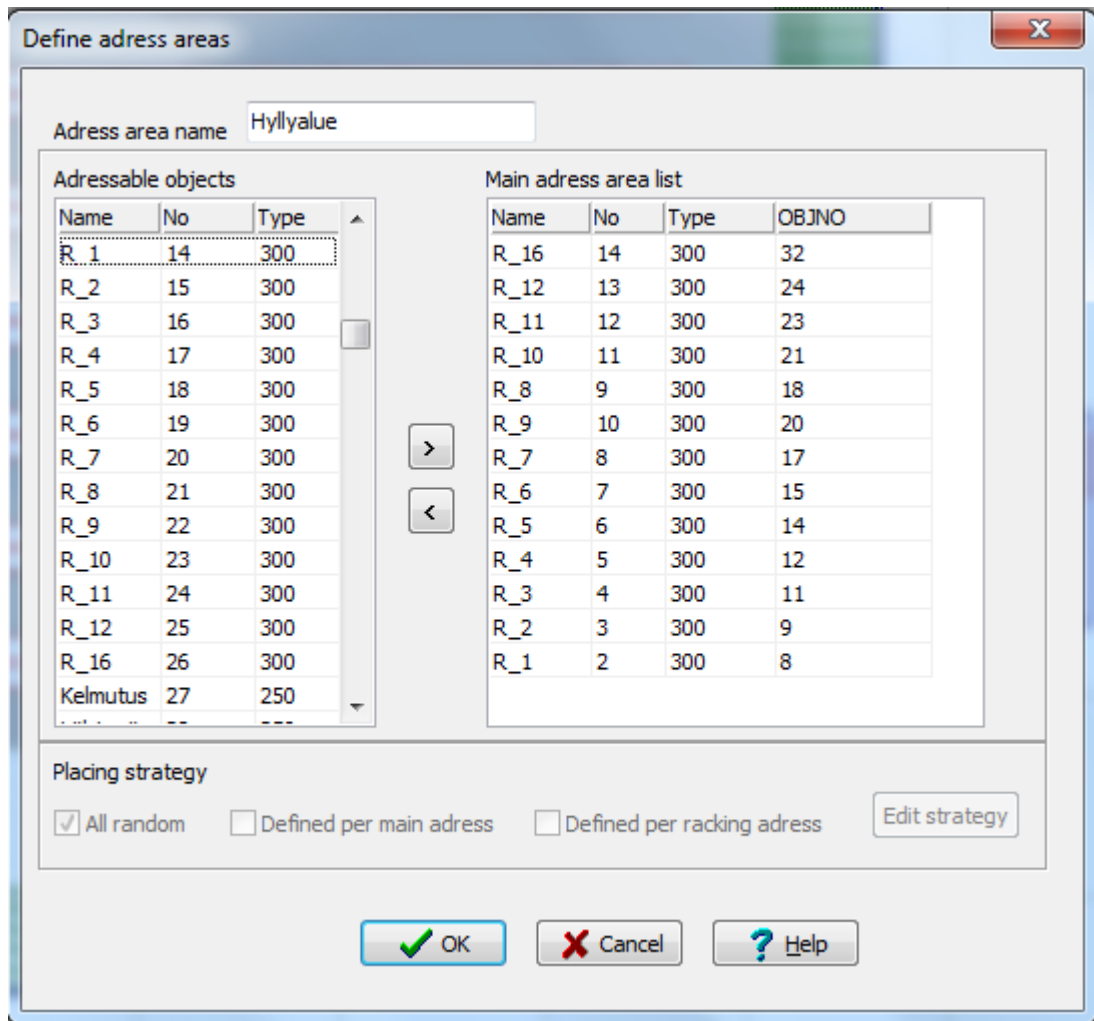 Define adress areas
Adress area name Hyllyalue
Adressable objects
Name No Type
R_1 14 300
R_2 15 300
R_3 16 300
R_4 17 300
R_5 18 300
R_6 19 300
R_7 20 300
R_8 21 300
R_9 22 300
R_10 23 300
R_11 24 300
R_12 25 300
R_16 26 300
Kelmutus 27 250
>
<
Main adress area list
Name No Type OBJNO
R_16 14 300 32
R_12 13 300 24
R_11 12 300 23
R_10 11 300 21
R_8 9 300 18
R_9 10 300 20
R_7 8 300 17
R_6 7 300 15
R_5 6 300 14
R_4 5 300 12
R_3 4 300 11
R_2 3 300 9
R_1 2 300 8
Placing strategy
All random Defined per main adress Defined per racking adress Edit strategy
OK Cancel Help